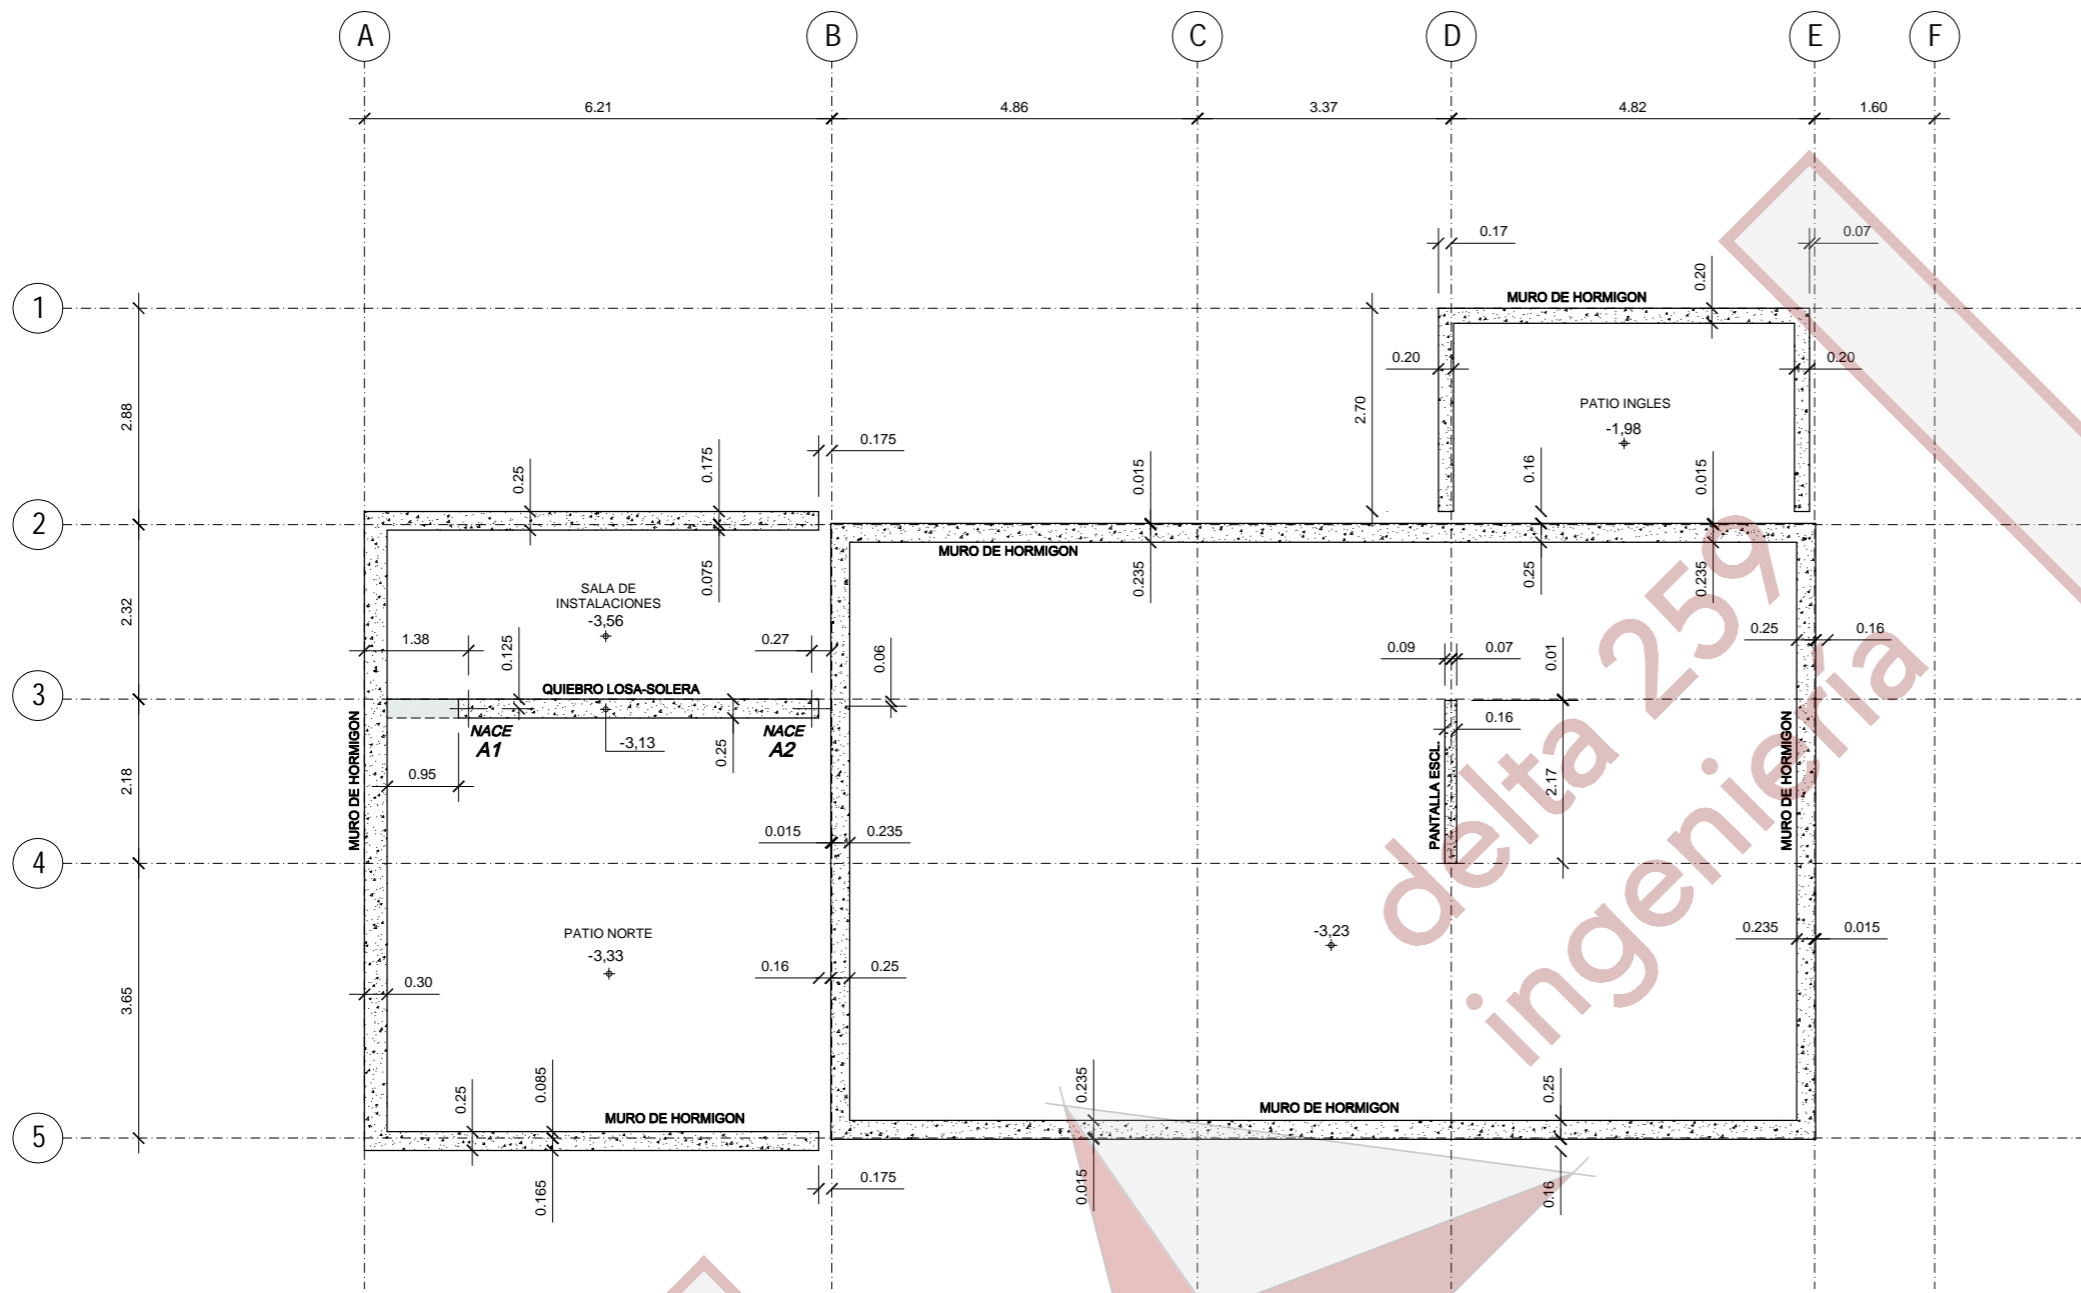 A B C D E F
6.21 4.86 3.37 4.82 1.60
0.17 0.07
0.20
1 MURO DE HORMIGON
0.20 0.20
2.88 2.70 PATIO INGLES
-1,98
0.175
0.25 0.175 0.015 0.16 0.015
2
MURO DE HORMIGON
0.075 0.235 0.25 0.235
SALA DE
INSTALACIONES
-3,56
2.32
1.38 0.125 0.27 0.06 0.25 0.16
0.09 0.07 0.01
QUIEBRO LOSA-SOLERA
3
NACE NACE 0.16
A1 -3,13 A2 0.25
MURO DE HORMIGON
PANTALLA ESCL.
MURO DE HORMIGON
2.18 0.95 2.17
0.015 0.235
4
PATIO NORTE -3,23
-3,33
0.235 0.015
0.16 0.25
0.30
3.65
0.25 0.085 0.235 0.25
MURO DE HORMIGON MURO DE HORMIGON
5
0.165 0.175 0.015 0.16
delta 259
ingeniería